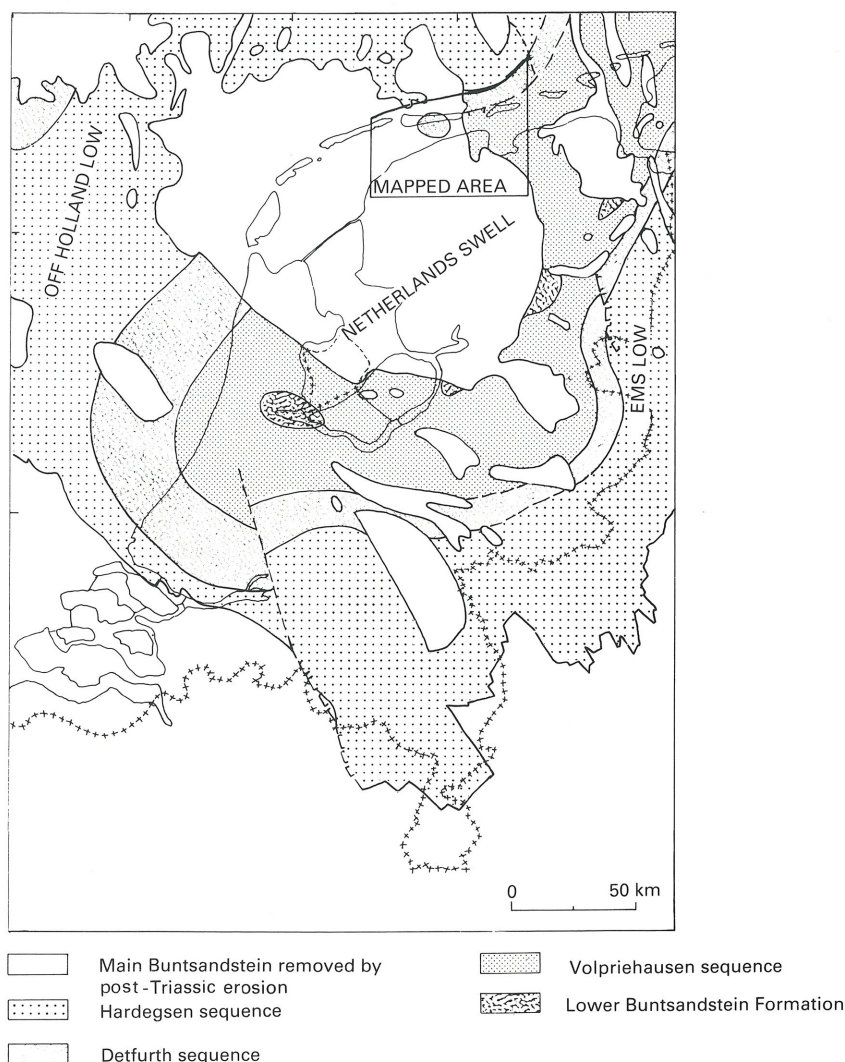 OFF HOLLAND LOW
MAPPED AREA
NETHERLANDS SWELL
EMS LOW
0 50 km
Main Buntsandstein removed by
post-Triassic erosion
Hardegsen sequence
Detfurth sequence
Volpriehausen sequence
Lower Buntsandstein Formation